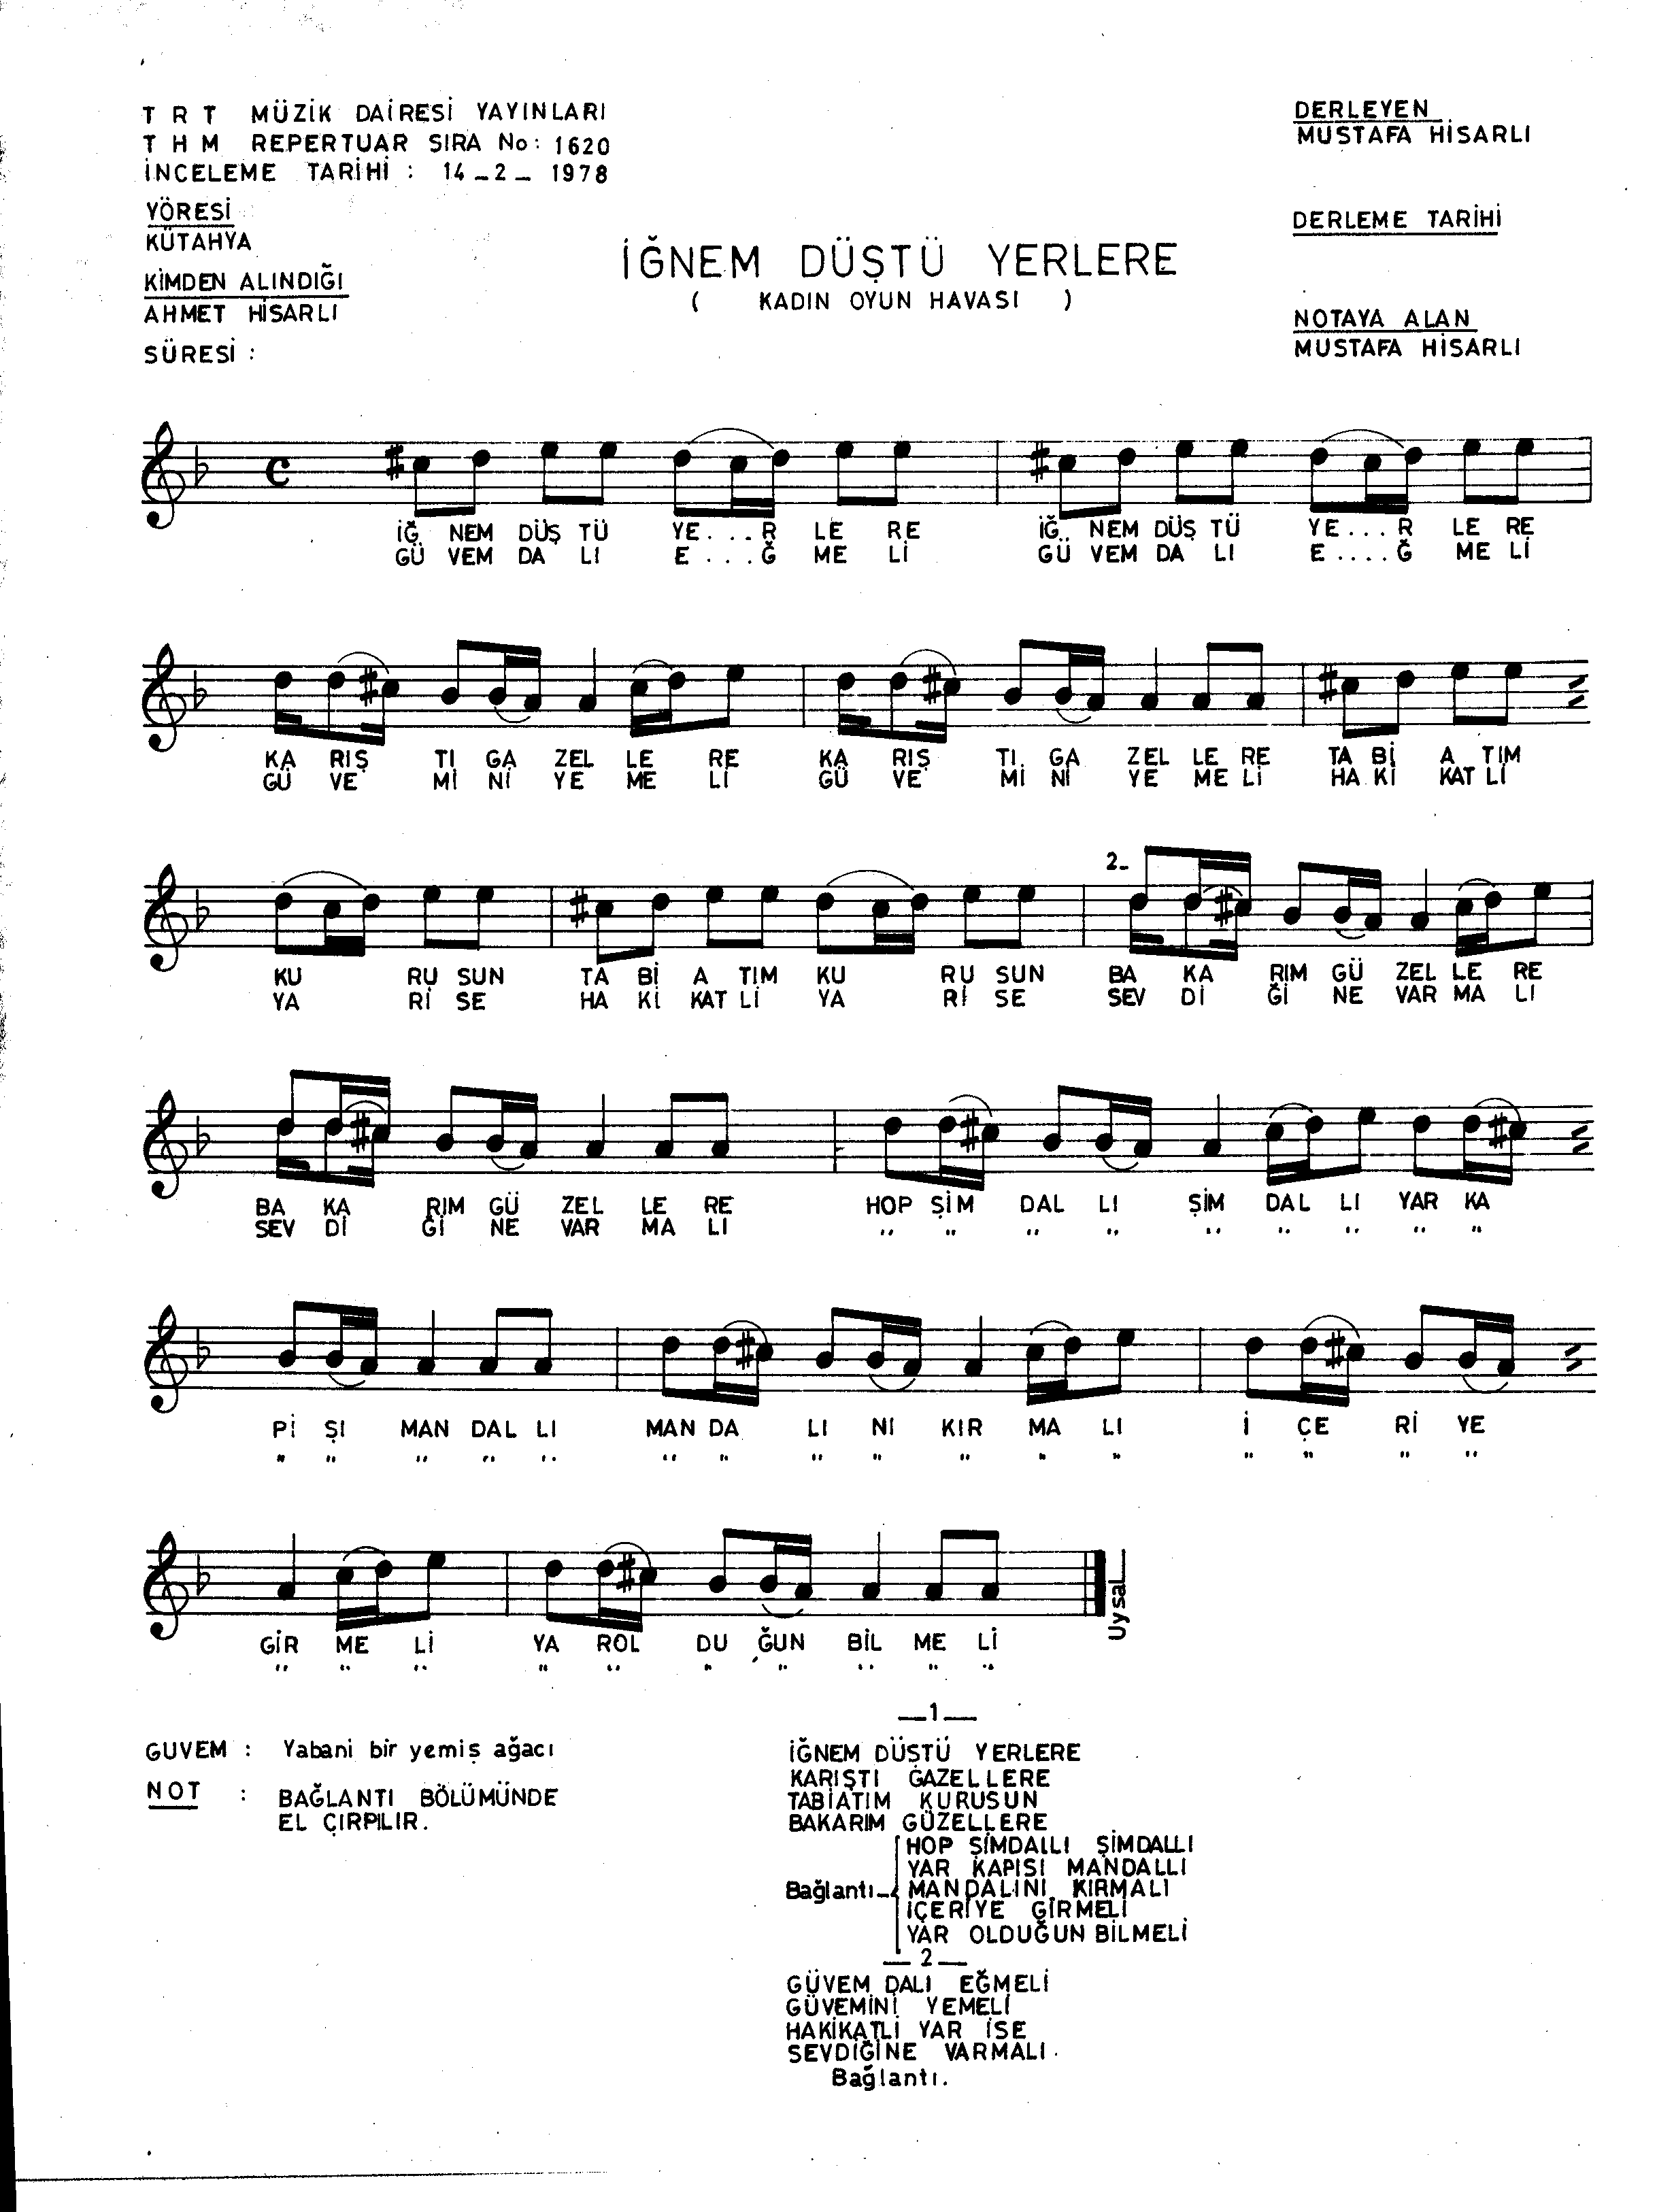 TRT MÜZİK DAİRESİ YAYINLARI
THM REPERTUAR SIRA No: 1620
İNCELEME TARİHİ : 14_2_ 1978
YÖRESİ
KÜTAHYA
KİMDEN ALINDIĞI
AHMET HİSARLI
SÜRESİ :
DERLEYEN
MUSTAFA HİSARLI
DERLEME TARİHİ
NOTAYA ALAN
MUSTAFA HİSARLI
İĞNEM DÜŞTÜ YERLERE
( KADIN OYUN HAVASI )
İĞ NEM DÜŞ TÜ YE...R LE RE İĞ NEM DÜŞ TÜ YE...R LE RE
GÜ VEM DA LI E....Ğ ME Lİ GÜ VEM DA LI E....Ğ ME Lİ
KA RIŞ TI GA ZEL LE RE KA RIŞ TI GA ZEL LE RE TA Bİ A TIM
GÜ VE Mİ Nİ YE ME Lİ GÜ VE Mİ Nİ YE ME Lİ HA Kİ KAT Lİ
2-
KU RU SUN TA Bİ A TIM KU RU SUN BA KA RIM GÜ ZEL LE RE
YA Rİ SE HA Kİ KAT Lİ YA Rİ SE SEV Dİ Ğİ NE VAR MA LI
BA KA RIM GÜ ZEL LE RE HOP ŞİM DAL LI ŞİM DAL LI YAR KA
SEV Dİ Ğİ NE VAR MA LI " " " " " " " " "
Pİ ŞI MAN DAL LI MAN DA LI NI KIR MA LI İ ÇE Rİ YE
" " " " " " " " " " " " " " " "
GİR ME Lİ YA ROL DU ĞUN BİL ME Lİ
" " " " " " " " " "
Uysal
GUVEM : Yabani bir yemiş ağacı
NOT : BAĞLANTI BÖLÜMÜNDE
EL ÇIRPILIR.
_1_
İĞNEM DÜŞTÜ YERLERE
KARIŞTI GAZELLERE
TABİATIM KURUSUN
BAKARIM GÜZELLERE
HOP ŞİMDALLI ŞİMDALLI
YAR KAPISI MANDALLI
Bağlantı_ MANDALINI KIRMALI
İÇERİYE GİRMELİ
YAR OLDUĞUN BİLMELİ
_2_
GÜVEM DALI EĞMELİ
GÜVEMİNİ YEMELİ
HAKİKATLİ YAR İSE
SEVDİĞİNE VARMALI.
Bağlantı.